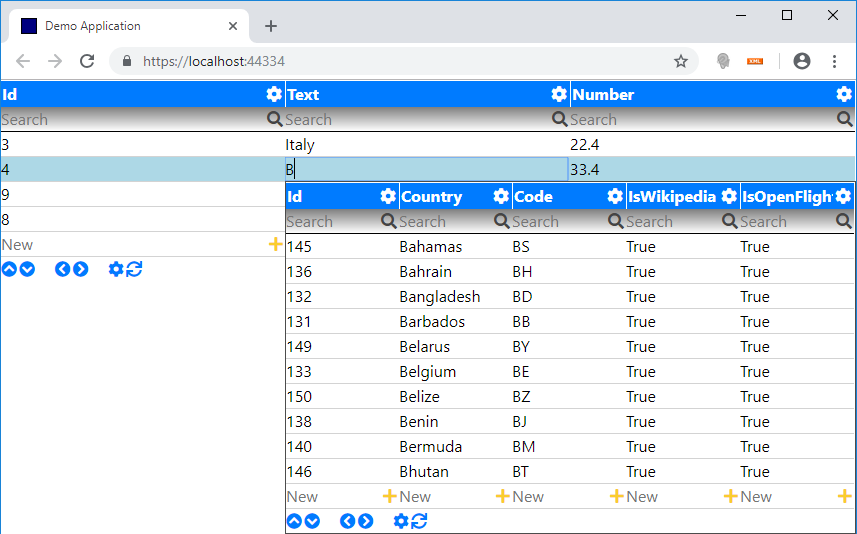 Demo Application
https://localhost:44334
XML
Id Text Number
Search Search Search
3 Italy 22.4
4 B 33.4
9
8
New
Id Country Code IsWikipedia IsOpenFligh
Search Search Search Search Search
145 Bahamas BS True True
136 Bahrain BH True True
132 Bangladesh BD True True
131 Barbados BB True True
149 Belarus BY True True
133 Belgium BE True True
150 Belize BZ True True
138 Benin BJ True True
140 Bermuda BM True True
146 Bhutan BT True True
New New New New New